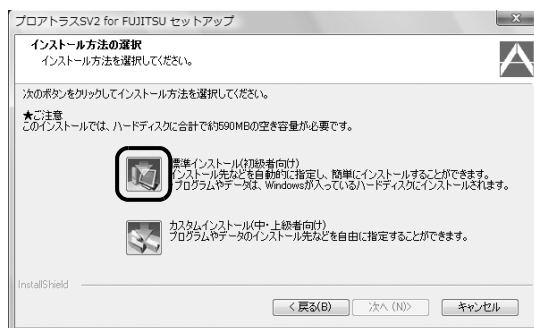 プロアトラスSV2 for FUJITSU セットアップ
インストール方法の選択
インストール方法を選択してください。
次のボタンをクリックしてインストール方法を選択してください。
★ご注意
このインストールでは、ハードディスクに合計で約590MBの空き容量が必要です。
標準インストール(初級者向け)
インストール先などを自動的に指定し、簡単にインストールすることができます。
プログラムやデータは、Windowsが入っているハードディスクにインストールされます。
カスタムインストール(中・上級者向け)
プログラムやデータのインストール先などを自由に指定することができます。
InstallShield
< 戻る(B)
次へ (N)>
キャンセル